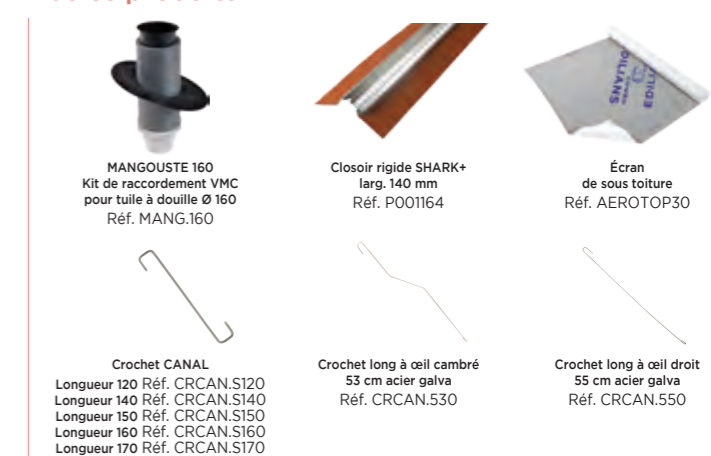 MANGOUSTE 160
Kit de raccordement VMC
pour tuile à douille Ø 160
Réf. MANG.160
Closoir rigide SHARK+
larg. 140 mm
Réf. P001164
EDILIANS
Écran
de sous toiture
Réf. AEROTOP30
Crochet CANAL
Longueur 120 Réf. CRCAN.S120
Longueur 140 Réf. CRCAN.S140
Longueur 150 Réf. CRCAN.S150
Longueur 160 Réf. CRCAN.S160
Longueur 170 Réf. CRCAN.S170
Crochet long à œil cambré
53 cm acier galva
Réf. CRCAN.530
Crochet long à œil droit
55 cm acier galva
Réf. CRCAN.550